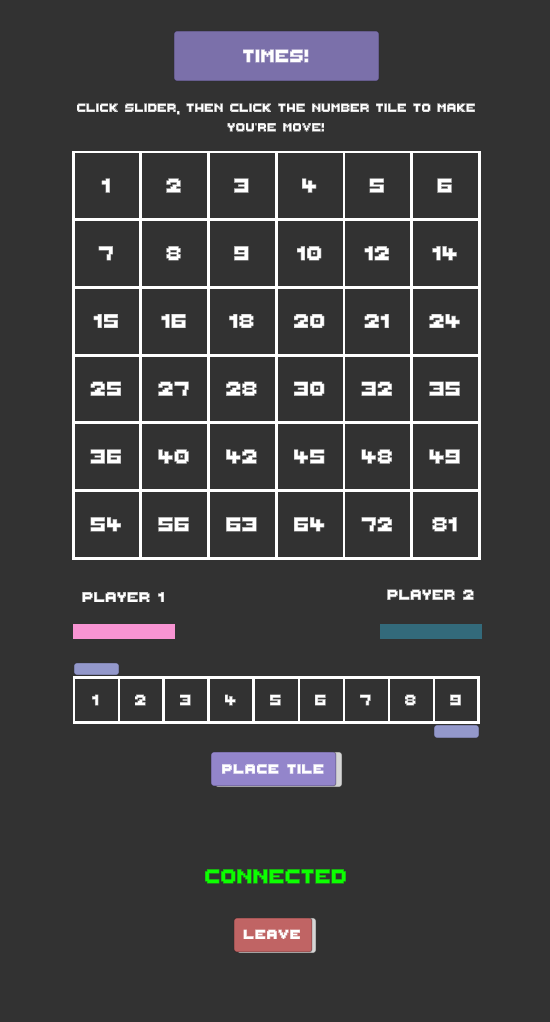 TIMES!
CLICK SLIDER, THEN CLICK THE NUMBER TILE TO MAKE
YOU'RE MOVE!
1 2 3 4 5 6
7 8 9 10 12 14
15 16 18 20 21 24
25 27 28 30 32 35
36 40 42 45 48 49
54 56 63 64 72 81
PLAYER 1 PLAYER 2
1 2 3 4 5 6 7 8 9
PLACE TILE
CONNECTED
LEAVE